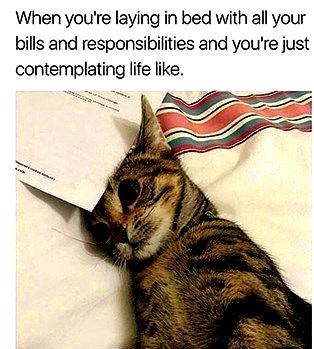 When you're laying in bed with all your
bills and responsibilities and you're just
contemplating life like.